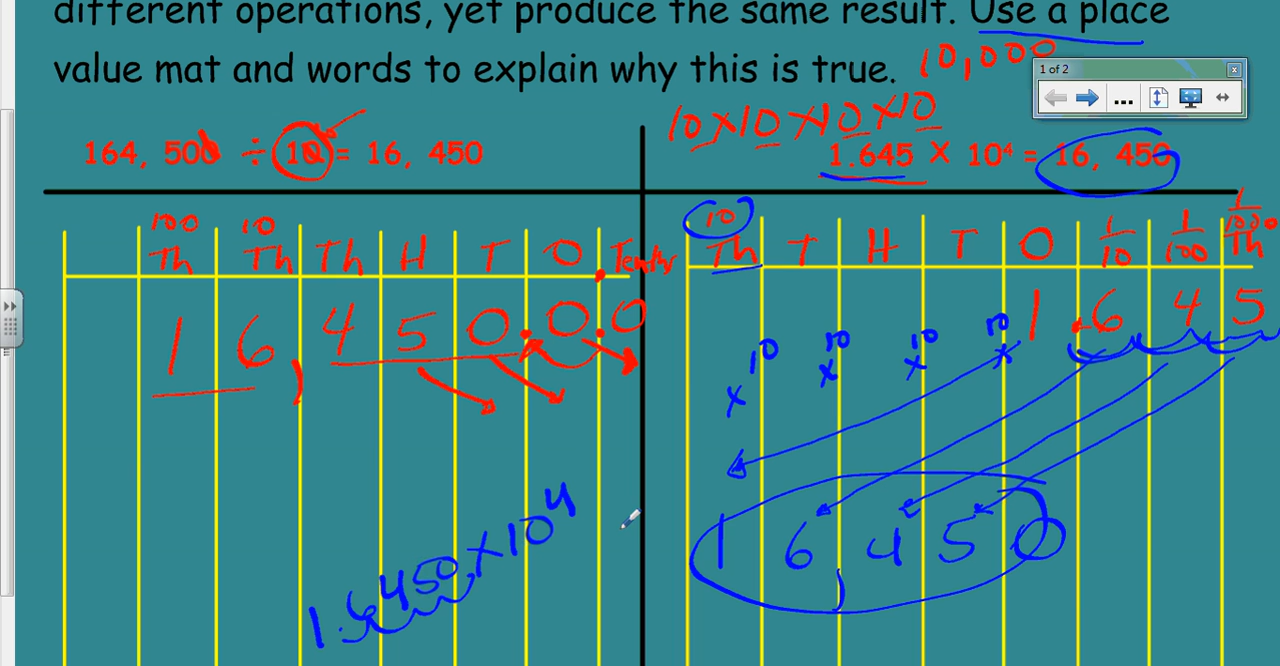 different operations, yet produce the same result. Use a place
value mat and words to explain why this is true.
10,000
1 of 2
10 × 10 × 10 × 10
164, 500 ÷ 10 = 16, 450
1.645 X 10⁴ = 16, 450
100 Th 10 Th Th H T O . Tenths
10 Th T H T O 1/10 1/100 1/1000 Th
1 6, 4 5 0.0.0
1 . 6 4 5
x10 x10 x10 x10
1.6450 × 10⁴
1 6, 4 5 0